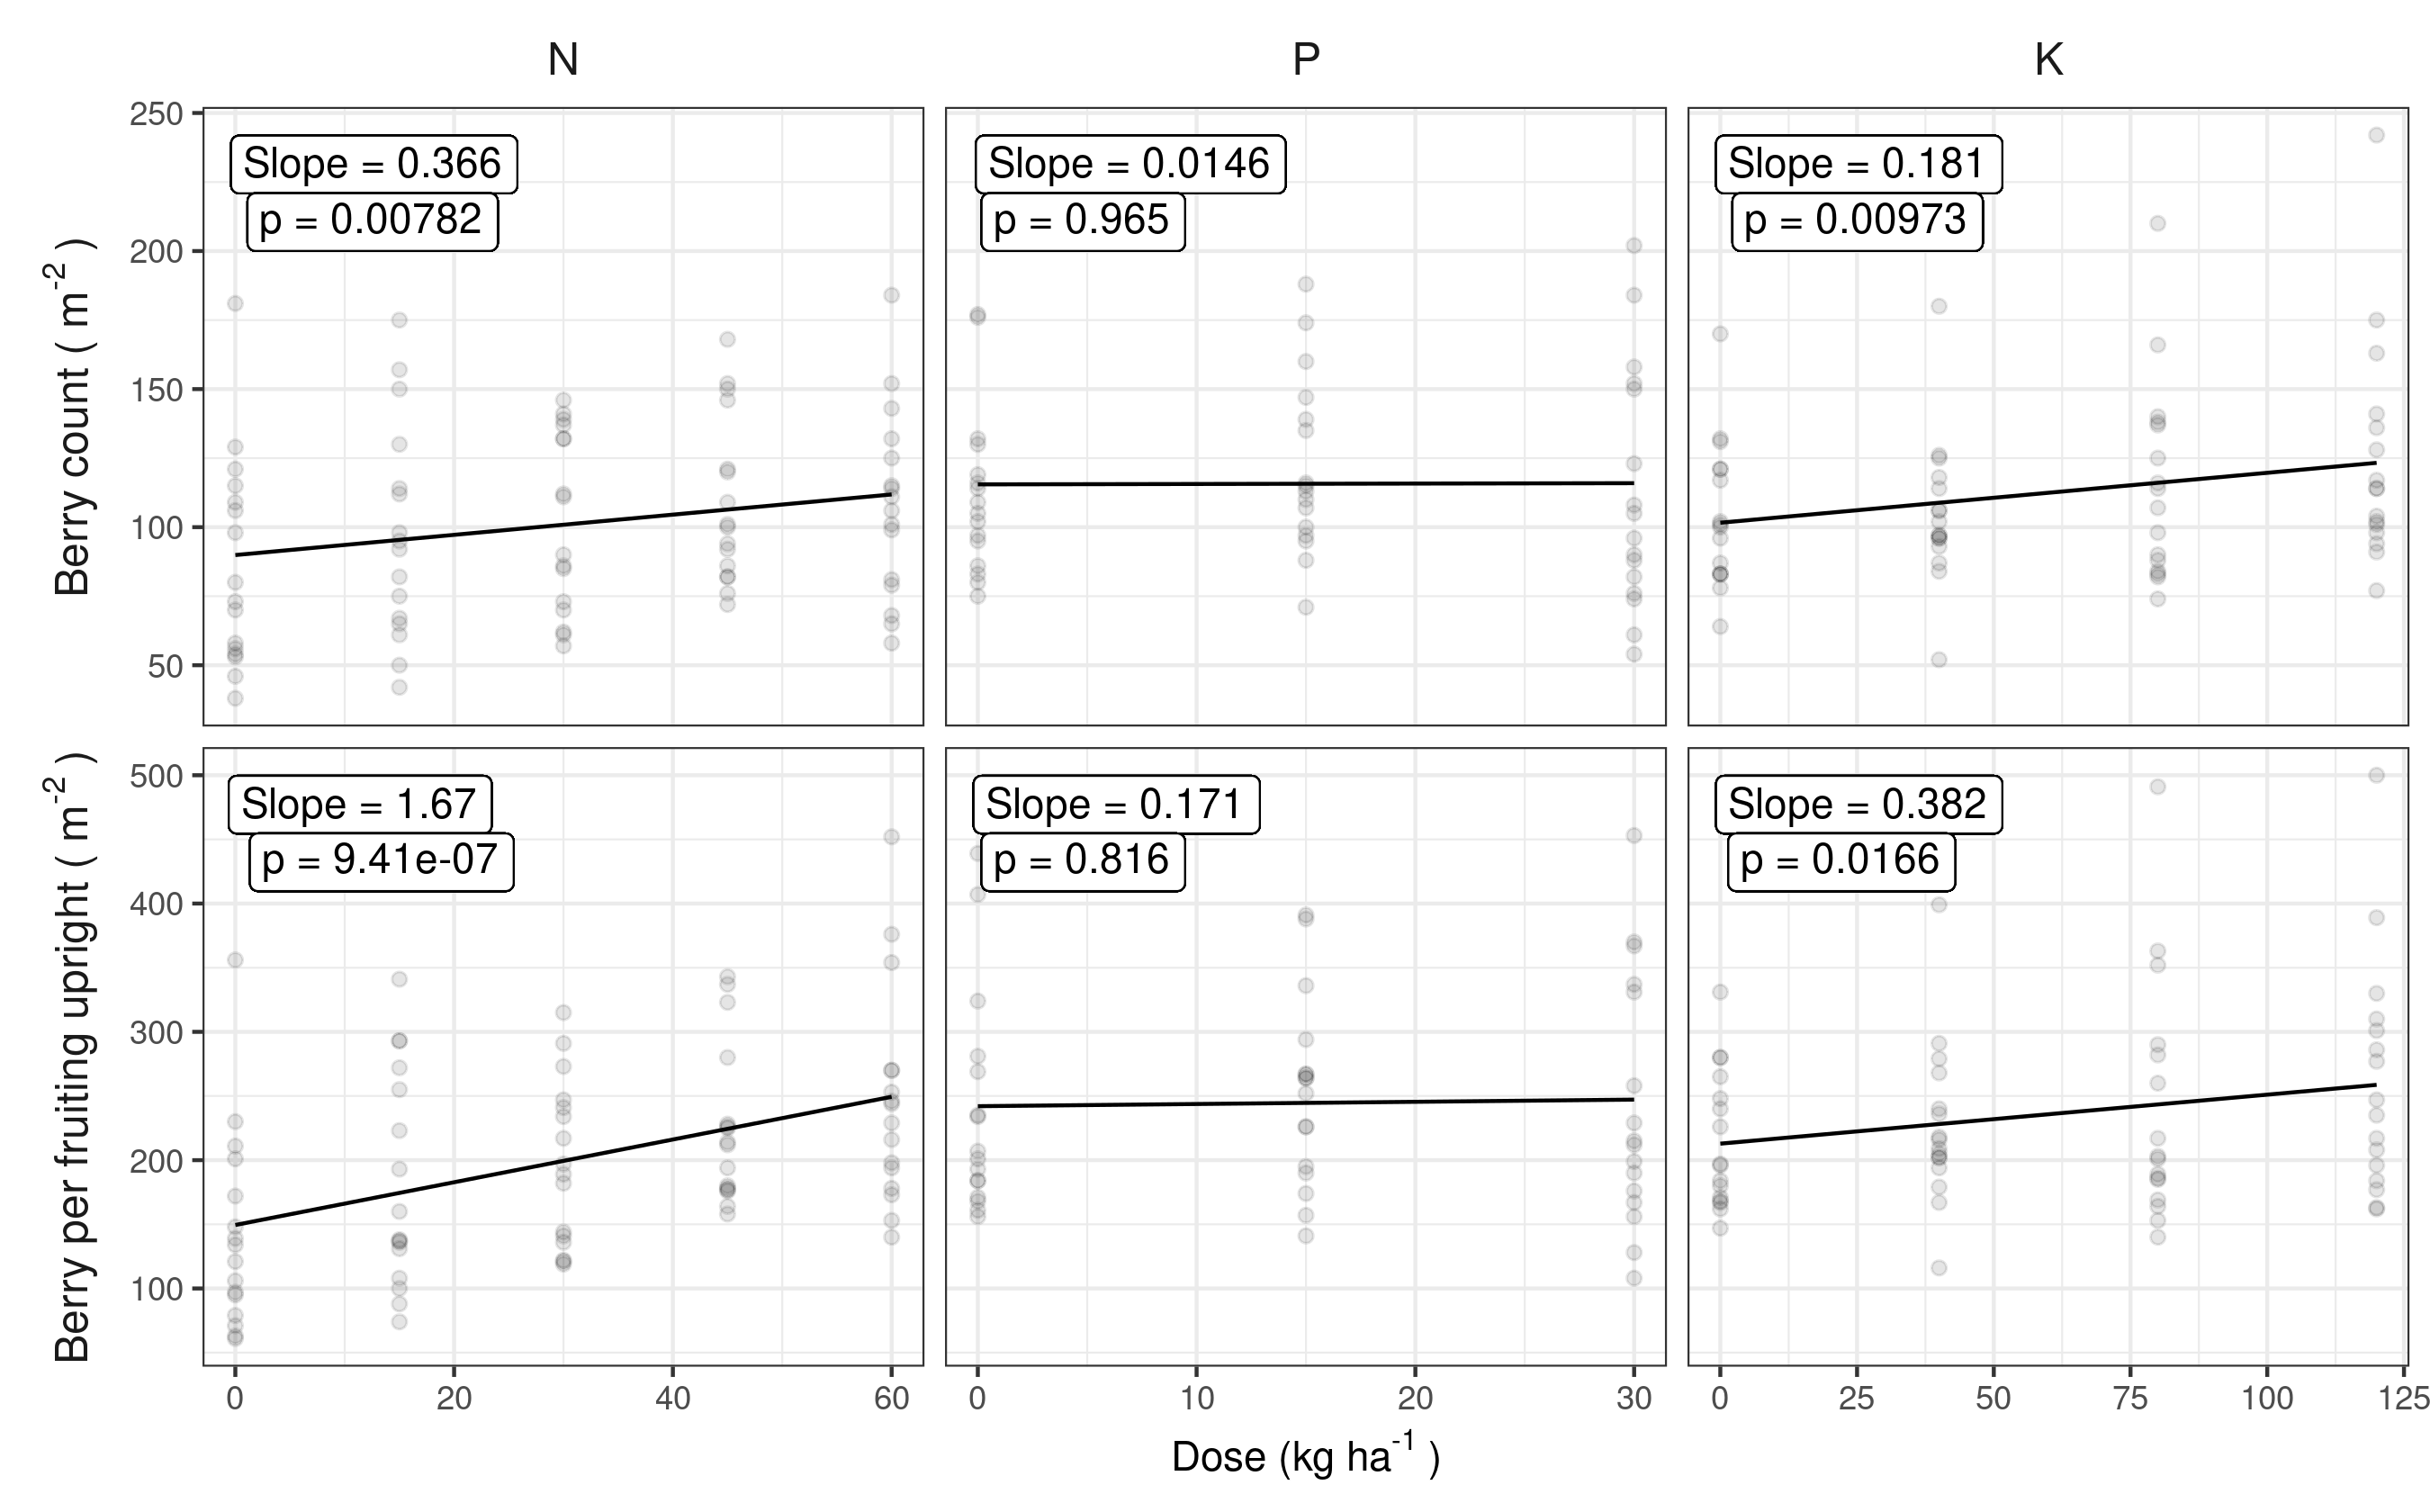 N P K
Berry count ( m-2 )
250
200
150
100
50
Slope = 0.366
p = 0.00782
Slope = 0.0146
p = 0.965
Slope = 0.181
p = 0.00973
Berry per fruiting upright ( m-2 )
500
400
300
200
100
Slope = 1.67
p = 9.41e-07
Slope = 0.171
p = 0.816
Slope = 0.382
p = 0.0166
0 20 40 60
0 10 20 30
0 25 50 75 100 125
Dose (kg ha-1 )